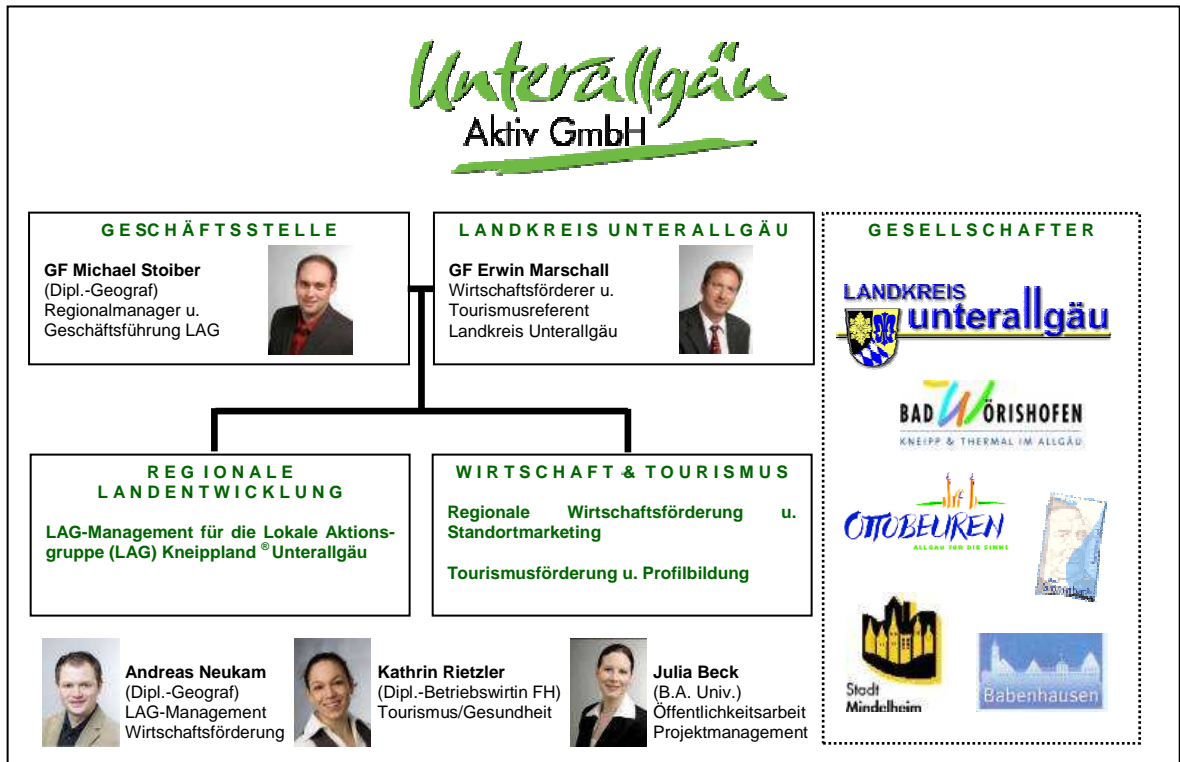 Unterallgäu
Aktiv GmbH
GESCHÄFTSSTELLE
GF Michael Stoiber
(Dipl.-Geograf)
Regionalmanager u.
Geschäftsführung LAG
LANDKREIS UNTERALLGÄU
GF Erwin Marschall
Wirtschaftsförderer u.
Tourismusreferent
Landkreis Unterallgäu
REGIONALE
LANDENTWICKLUNG
LAG-Management für die Lokale Aktions-
gruppe (LAG) Kneippland ® Unterallgäu
WIRTSCHAFT & TOURISMUS
Regionale Wirtschaftsförderung u.
Standortmarketing
Tourismusförderung u. Profilbildung
Andreas Neukam
(Dipl.-Geograf)
LAG-Management
Wirtschaftsförderung
Kathrin Rietzler
(Dipl.-Betriebswirtin FH)
Tourismus/Gesundheit
Julia Beck
(B.A. Univ.)
Öffentlichkeitsarbeit
Projektmanagement
GESELLSCHAFTER
LANDKREIS
unterallgäu
BAD WÖRISHOFEN
KNEIPP & THERMAL IM ALLGÄU
OTTOBEUREN
ALLGÄU FÜR DIE SINNE
Stadt
Mindelheim
Babenhausen